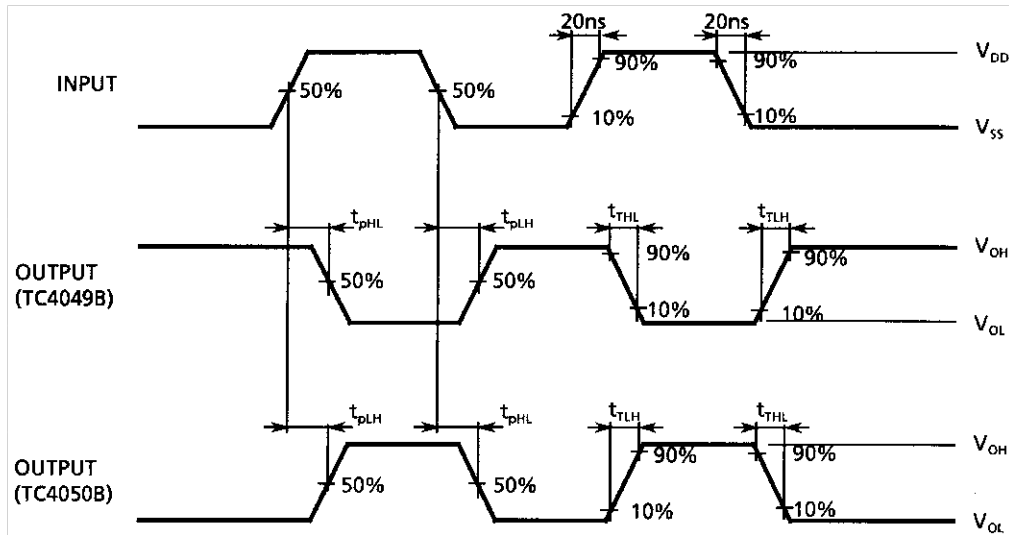 20ns 20ns
INPUT 50% 50% 90% 90% V_DD
10% 10% V_SS
t_pHL t_pLH t_THL t_TLH
OUTPUT
(TC4049B)
50% 50% 90% 90% V_OH
10% 10% V_OL
t_pLH t_pHL t_TLH t_THL
OUTPUT
(TC4050B)
50% 50% 90% 90% V_OH
10% 10% V_OL